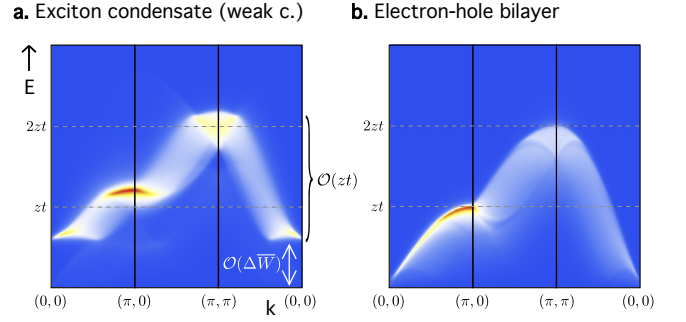 a. Exciton condensate (weak c.)
b. Electron-hole bilayer
E
2zt
zt
𝒪(zt)
𝒪(ΔW̅)
(0, 0)
(π, 0)
(π, π)
(0, 0)
k
2zt
zt
(0, 0)
(π, 0)
(π, π)
(0, 0)